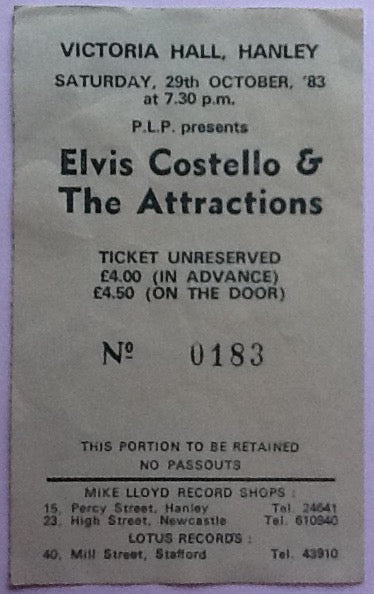 VICTORIA HALL, HANLEY
SATURDAY, 29th OCTOBER, '83
at 7.30 p.m.
P.L.P. presents
Elvis Costello &
The Attractions
TICKET UNRESERVED
£4.00 (IN ADVANCE)
£4.50 (ON THE DOOR)
Nº 0183
THIS PORTION TO BE RETAINED
NO PASSOUTS
MIKE LLOYD RECORD SHOPS :
15, Percy Street, Hanley Tel. 24641
23, High Street, Newcastle Tel. 610940
LOTUS RECORDS :
40, Mill Street, Stafford Tel. 43910